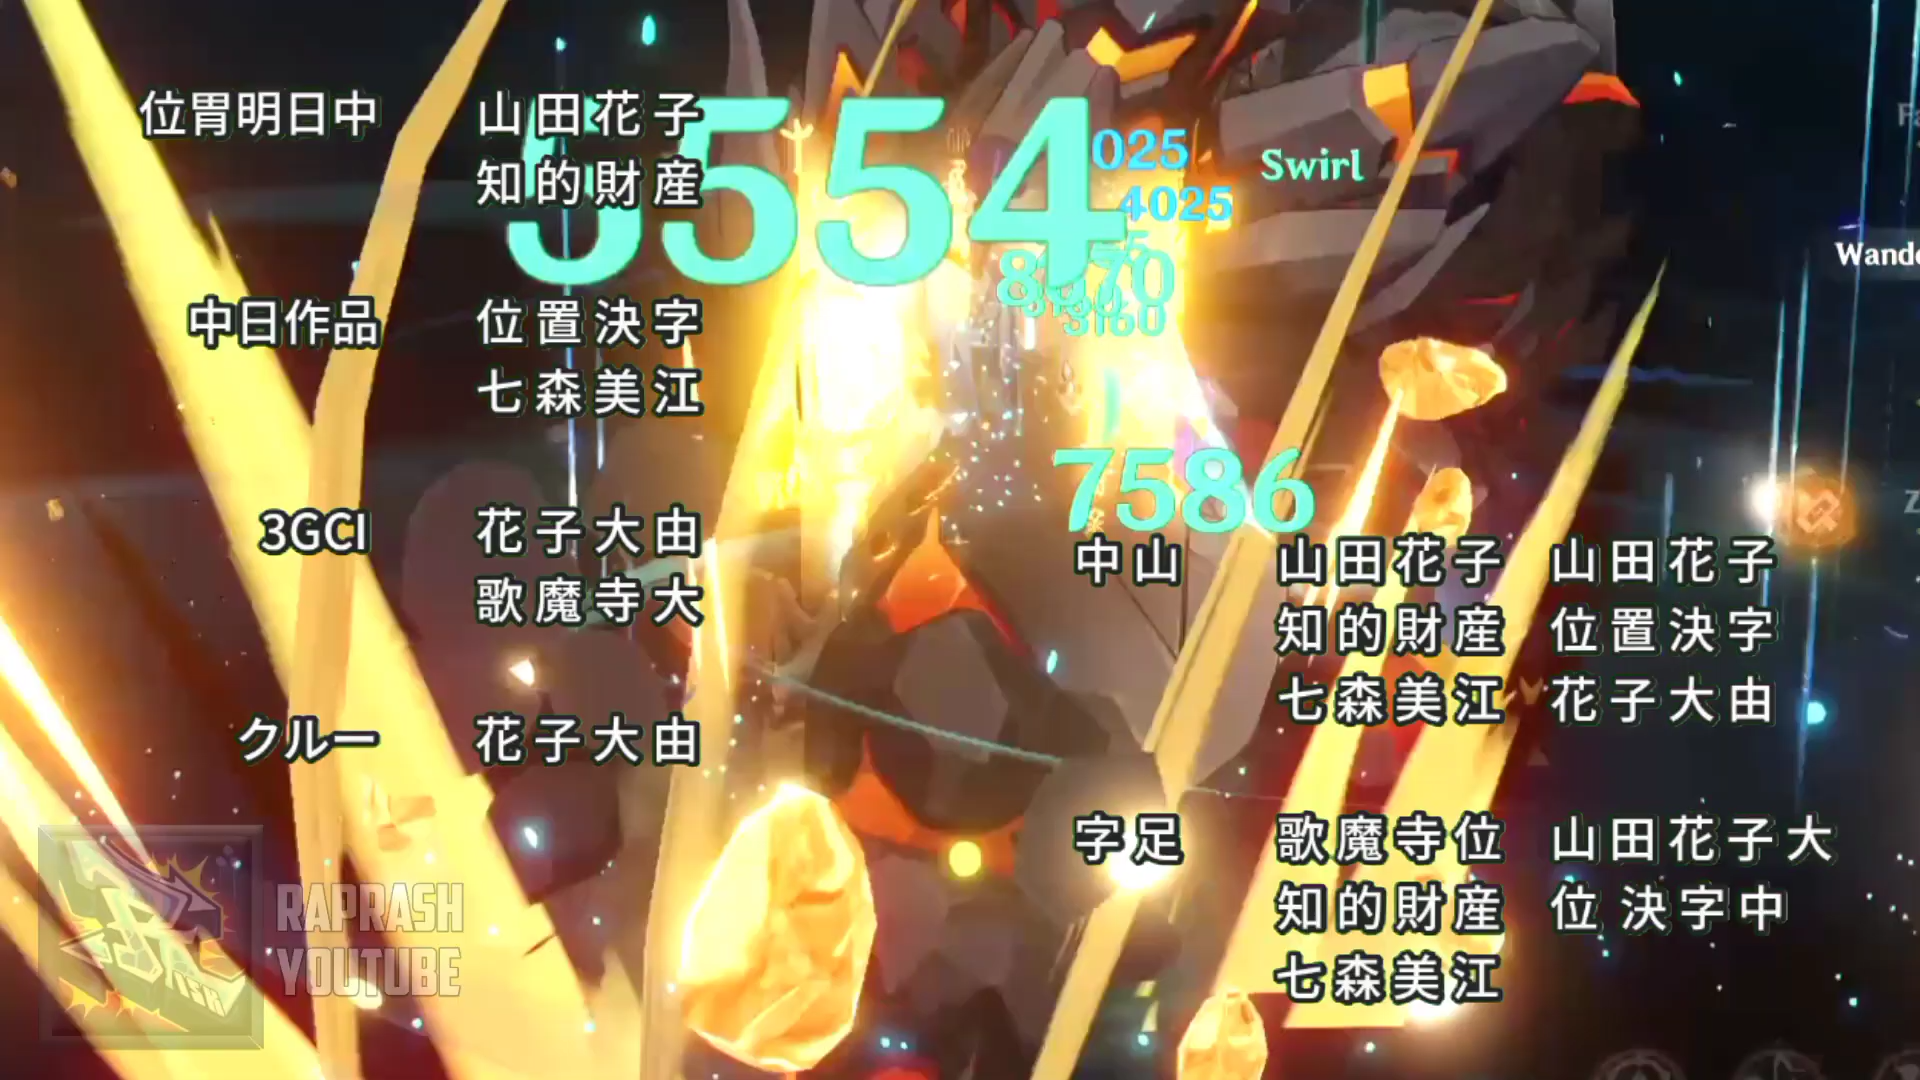 位冑明日中 山田花子
知的財産
中日作品 位置決字
七森美江
3GCI 花子大由
歌魔寺大
クルー 花子大由
5554
025
4025
Swirl
8070
3160
7586
中山 山田花子 山田花子
知的財産 位置決字
七森美江 花子大由
字足 歌魔寺位 山田花子大
知的財産 位 決字中
七森美江
RAPRASH
YOUTUBE